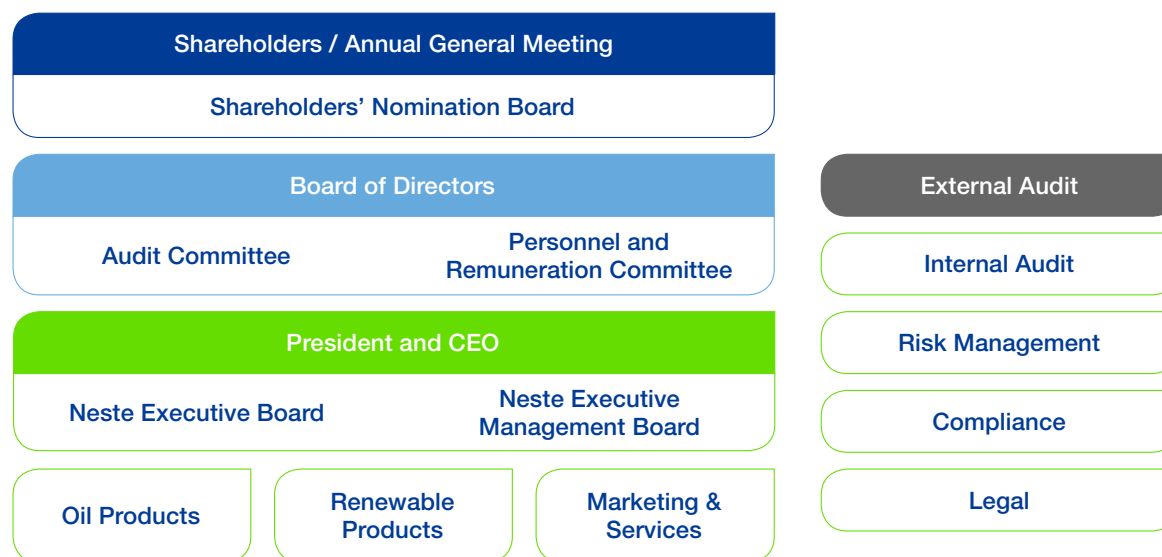 Shareholders / Annual General Meeting
Shareholders’ Nomination Board
Board of Directors
Audit Committee
Personnel and
Remuneration Committee
President and CEO
Neste Executive Board
Neste Executive
Management Board
Oil Products
Renewable
Products
Marketing &
Services
External Audit
Internal Audit
Risk Management
Compliance
Legal